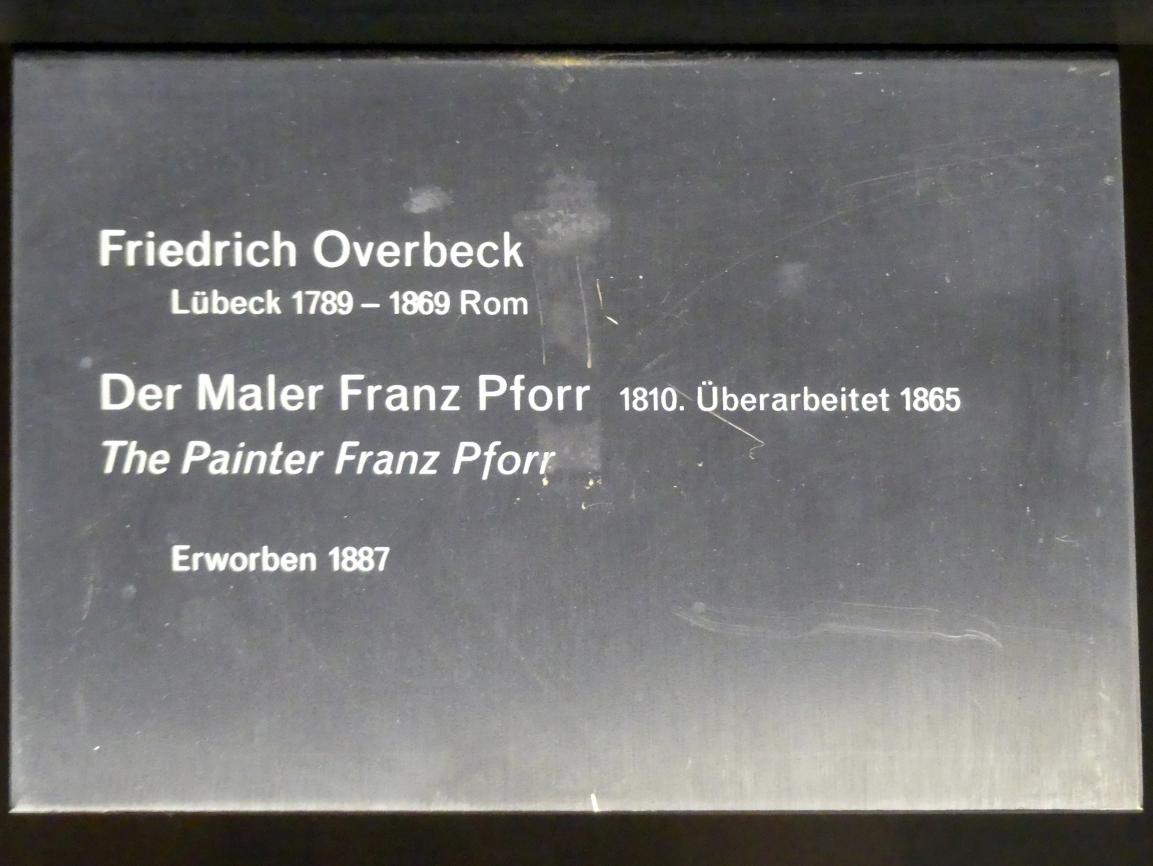 Friedrich Overbeck
Lübeck 1789 – 1869 Rom
Der Maler Franz Pforr 1810. Überarbeitet 1865
The Painter Franz Pforr
Erworben 1887